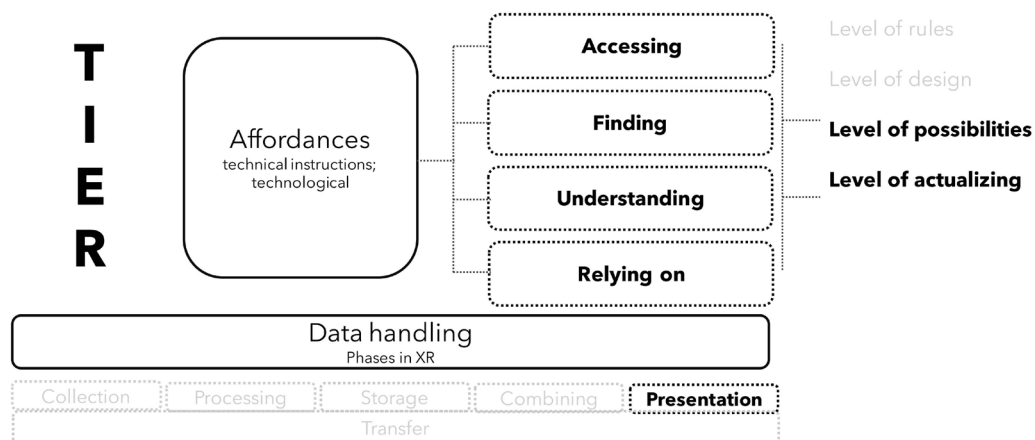 TIER
Affordances
technical instructions;
technological
Accessing
Finding
Understanding
Relying on
Level of rules
Level of design
Level of possibilities
Level of actualizing
Data handling
Phases in XR
Collection
Processing
Storage
Combining
Presentation
Transfer